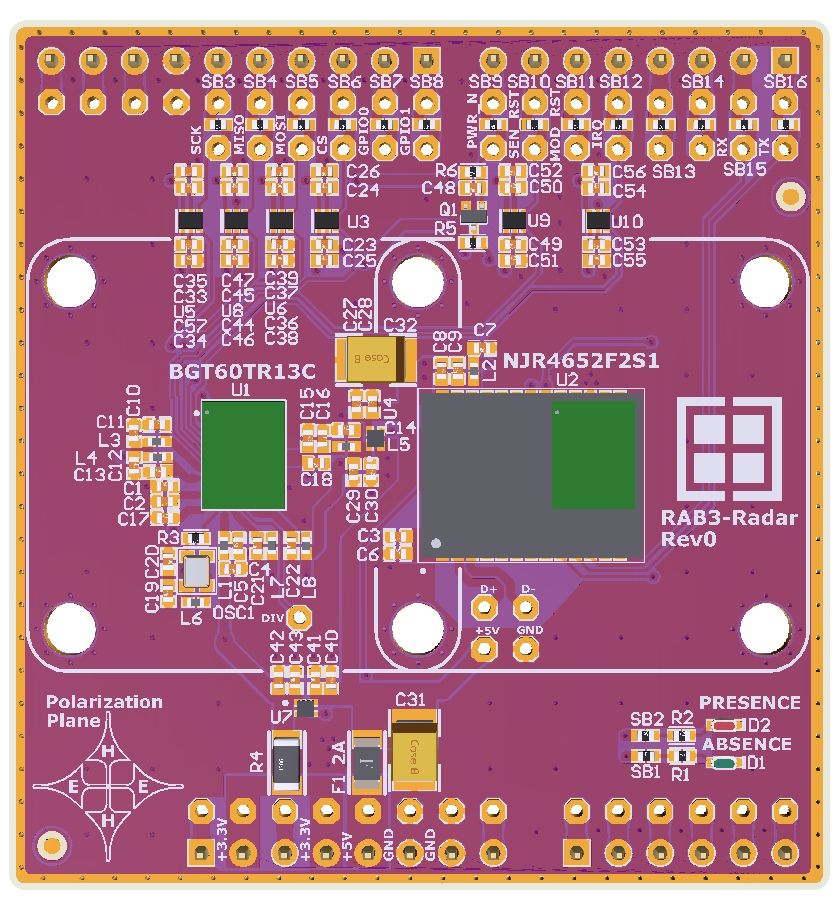 SB3 SB4 SB5 SB6 SB7 SB8 SB9 SB10 SB11 SB12 SB14 SB16
SCK MISO MOSI CS GPIO0 GPIO1 PWR_N SEN_RST MOD_RST IRQ RX TX
SB13
SB15
C26
C24
R6
C48
C52
C50
C56
C54
U3
Q1
R5
U9
U10
C23
C25
C49
C51
C53
C55
C35 C47 C39
C33 C45 C37
U5 U8 U6
C57 C44 C36
C34 C46 C38
C27
C28
C32
Case B
C8
C9
C7
L2
BGT60TR13C
U1
NJR4652F2S1
U2
C10
C11
L3
L4
C12
C13
C1
C2
C17
C15
C16
U4
C14
L5
C18
C29
C30
C3
C6
RAB3-Radar
Rev0
R3
C20
C19
L6
L1
C5
OSC1
C21
C4
L7
C22
L8
DIV
D+ D-
+5V GND
C42
C43
C41
C40
U7
Polarization
Plane
H
E E
H
R4
F1 2A
C31
Case B
PRESENCE
SB2 R2 D2
ABSENCE
SB1 R1 D1
+3.3V +3.3V +5V GND GND